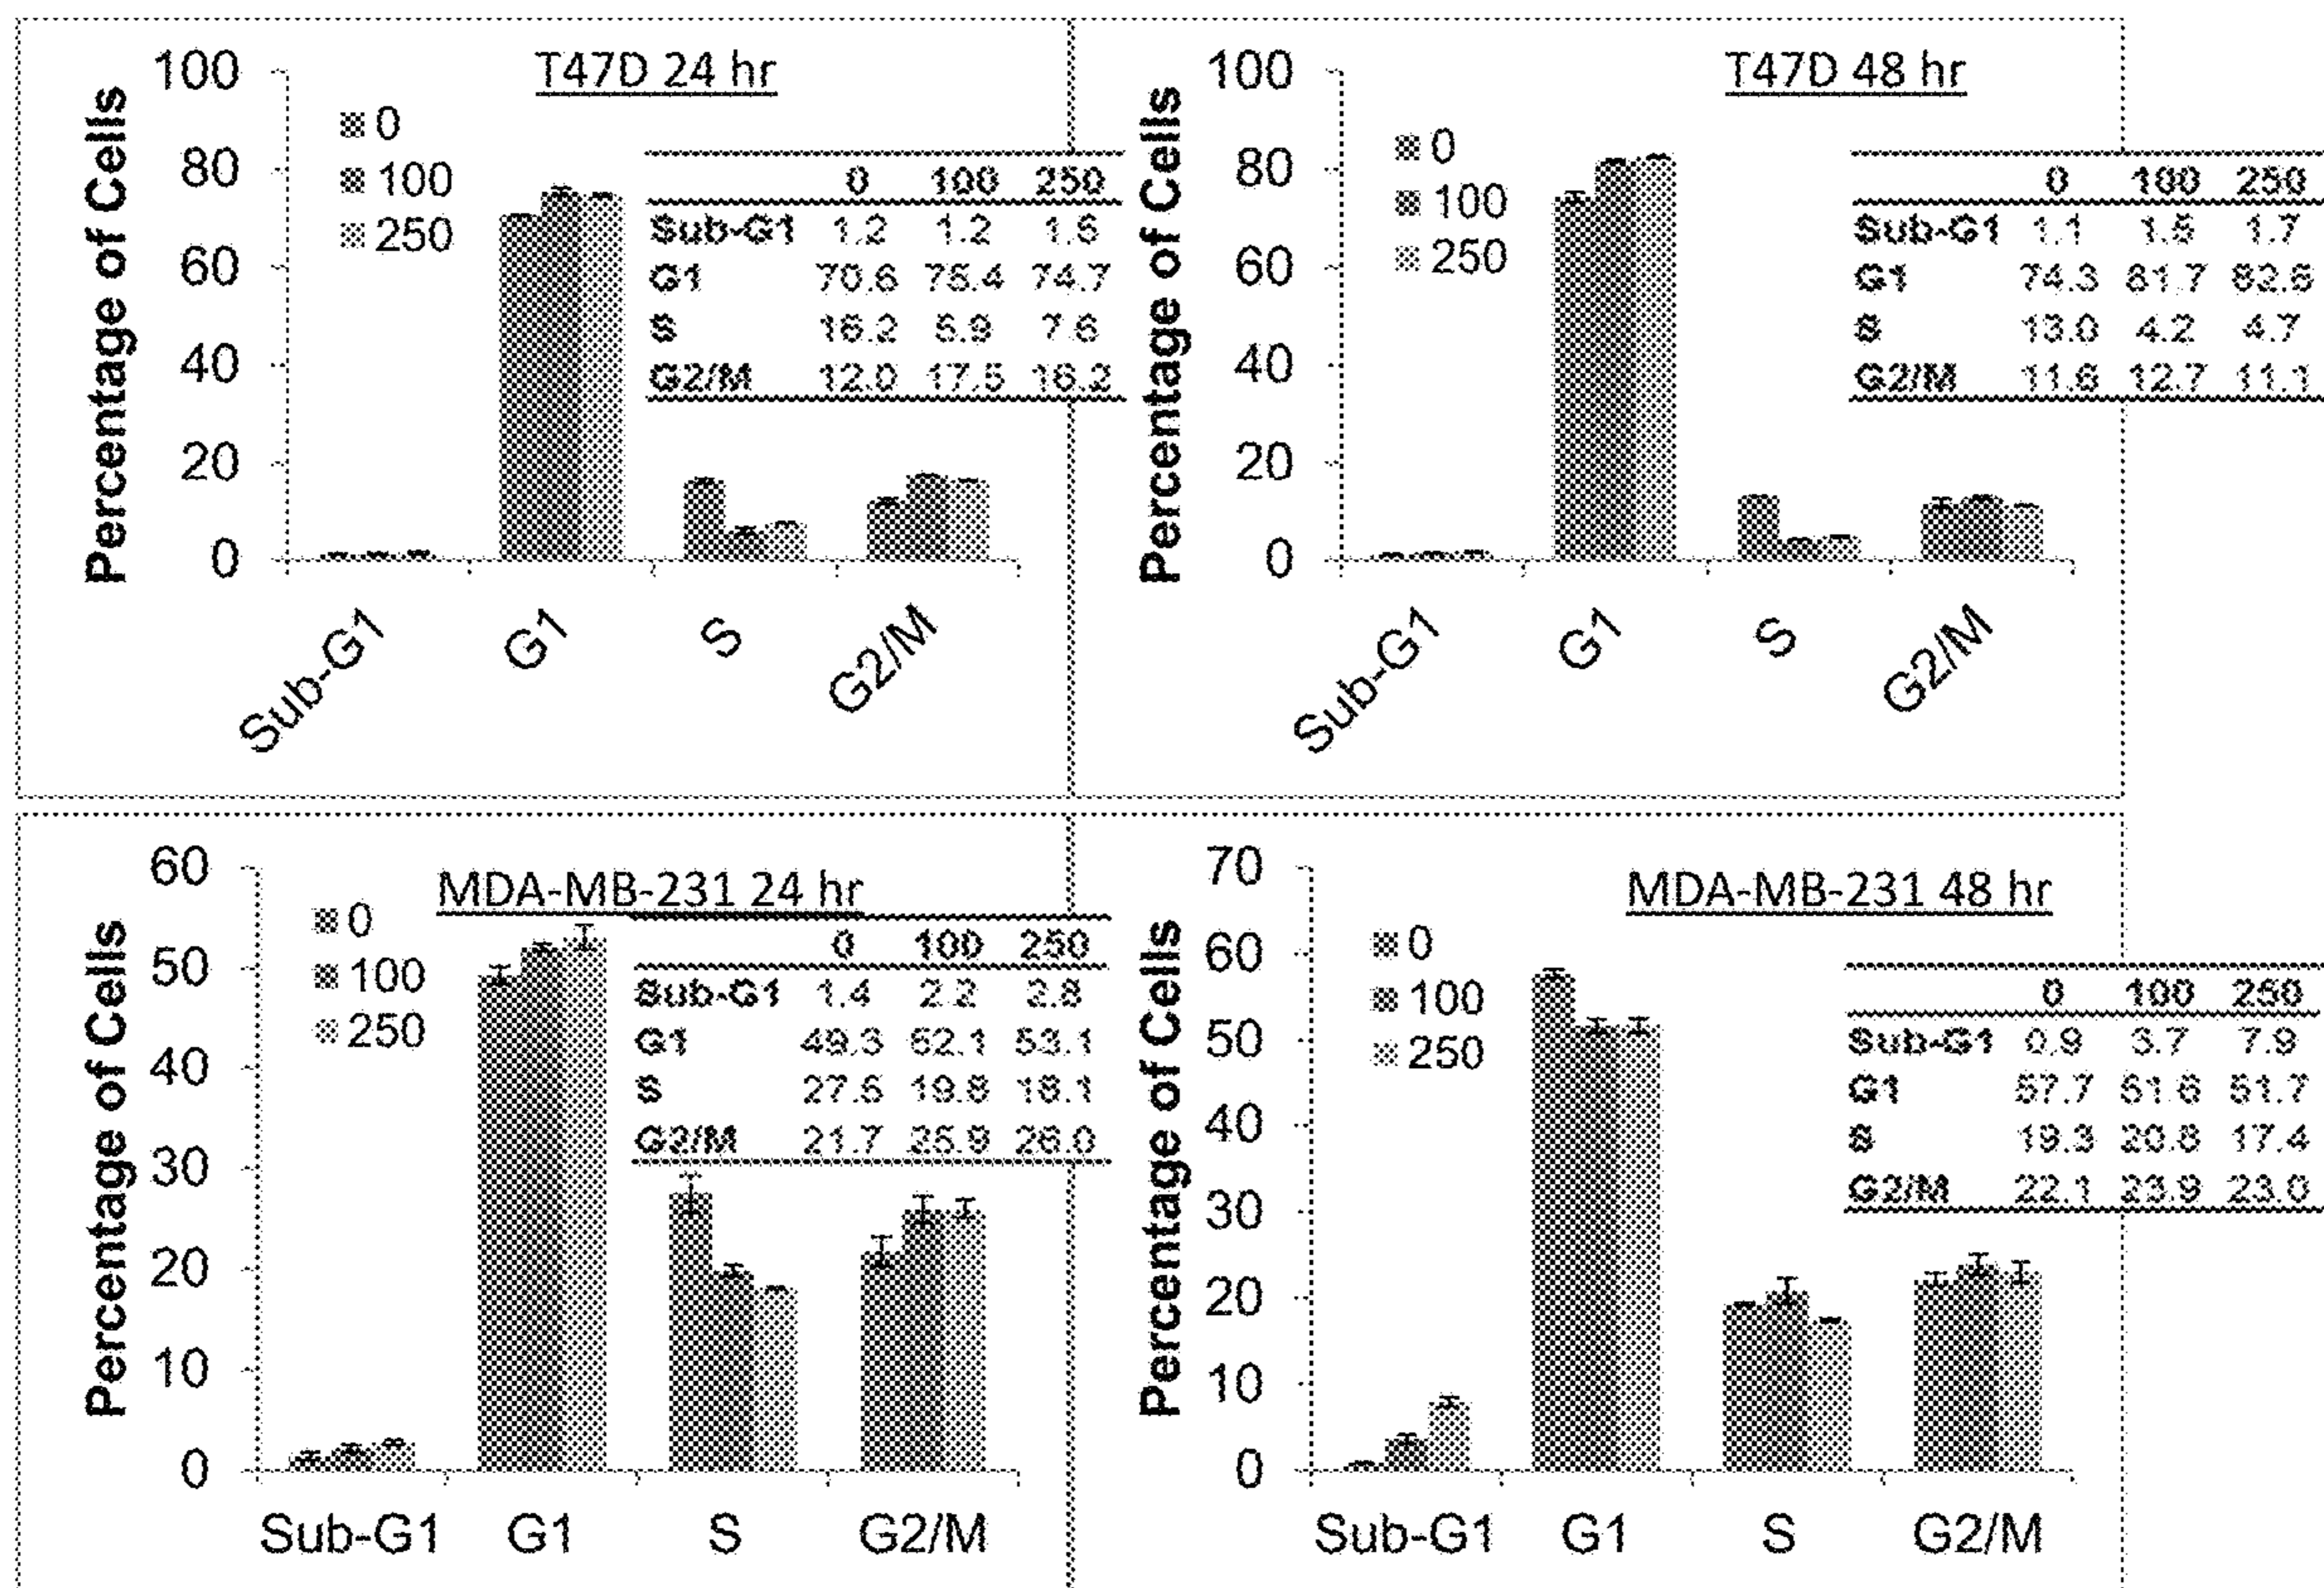 T47D 24 hr
Percentage of Cells
100
80
60
40
20
0
0
100
250
0 100 250
Sub-G1 1.2 1.2 1.6
G1 70.6 75.4 74.7
S 16.2 5.9 7.6
G2/M 12.0 17.5 16.2
Sub-G1
G1
S
G2/M
T47D 48 hr
Percentage of Cells
100
80
60
40
20
0
0
100
250
0 100 250
Sub-G1 1.1 1.5 1.7
G1 74.3 81.7 82.6
S 13.0 4.2 4.7
G2/M 11.6 12.7 11.1
Sub-G1
G1
S
G2/M
MDA-MB-231 24 hr
Percentage of Cells
60
50
40
30
20
10
0
0
100
250
0 100 250
Sub-G1 1.4 2.2 2.8
G1 49.3 52.1 53.1
S 27.5 19.8 18.1
G2/M 21.7 25.9 26.0
Sub-G1 G1 S G2/M
MDA-MB-231 48 hr
Percentage of Cells
70
60
50
40
30
20
10
0
0
100
250
0 100 250
Sub-G1 0.9 3.7 7.9
G1 57.7 51.6 51.7
S 19.3 20.8 17.4
G2/M 22.1 23.9 23.0
Sub-G1 G1 S G2/M